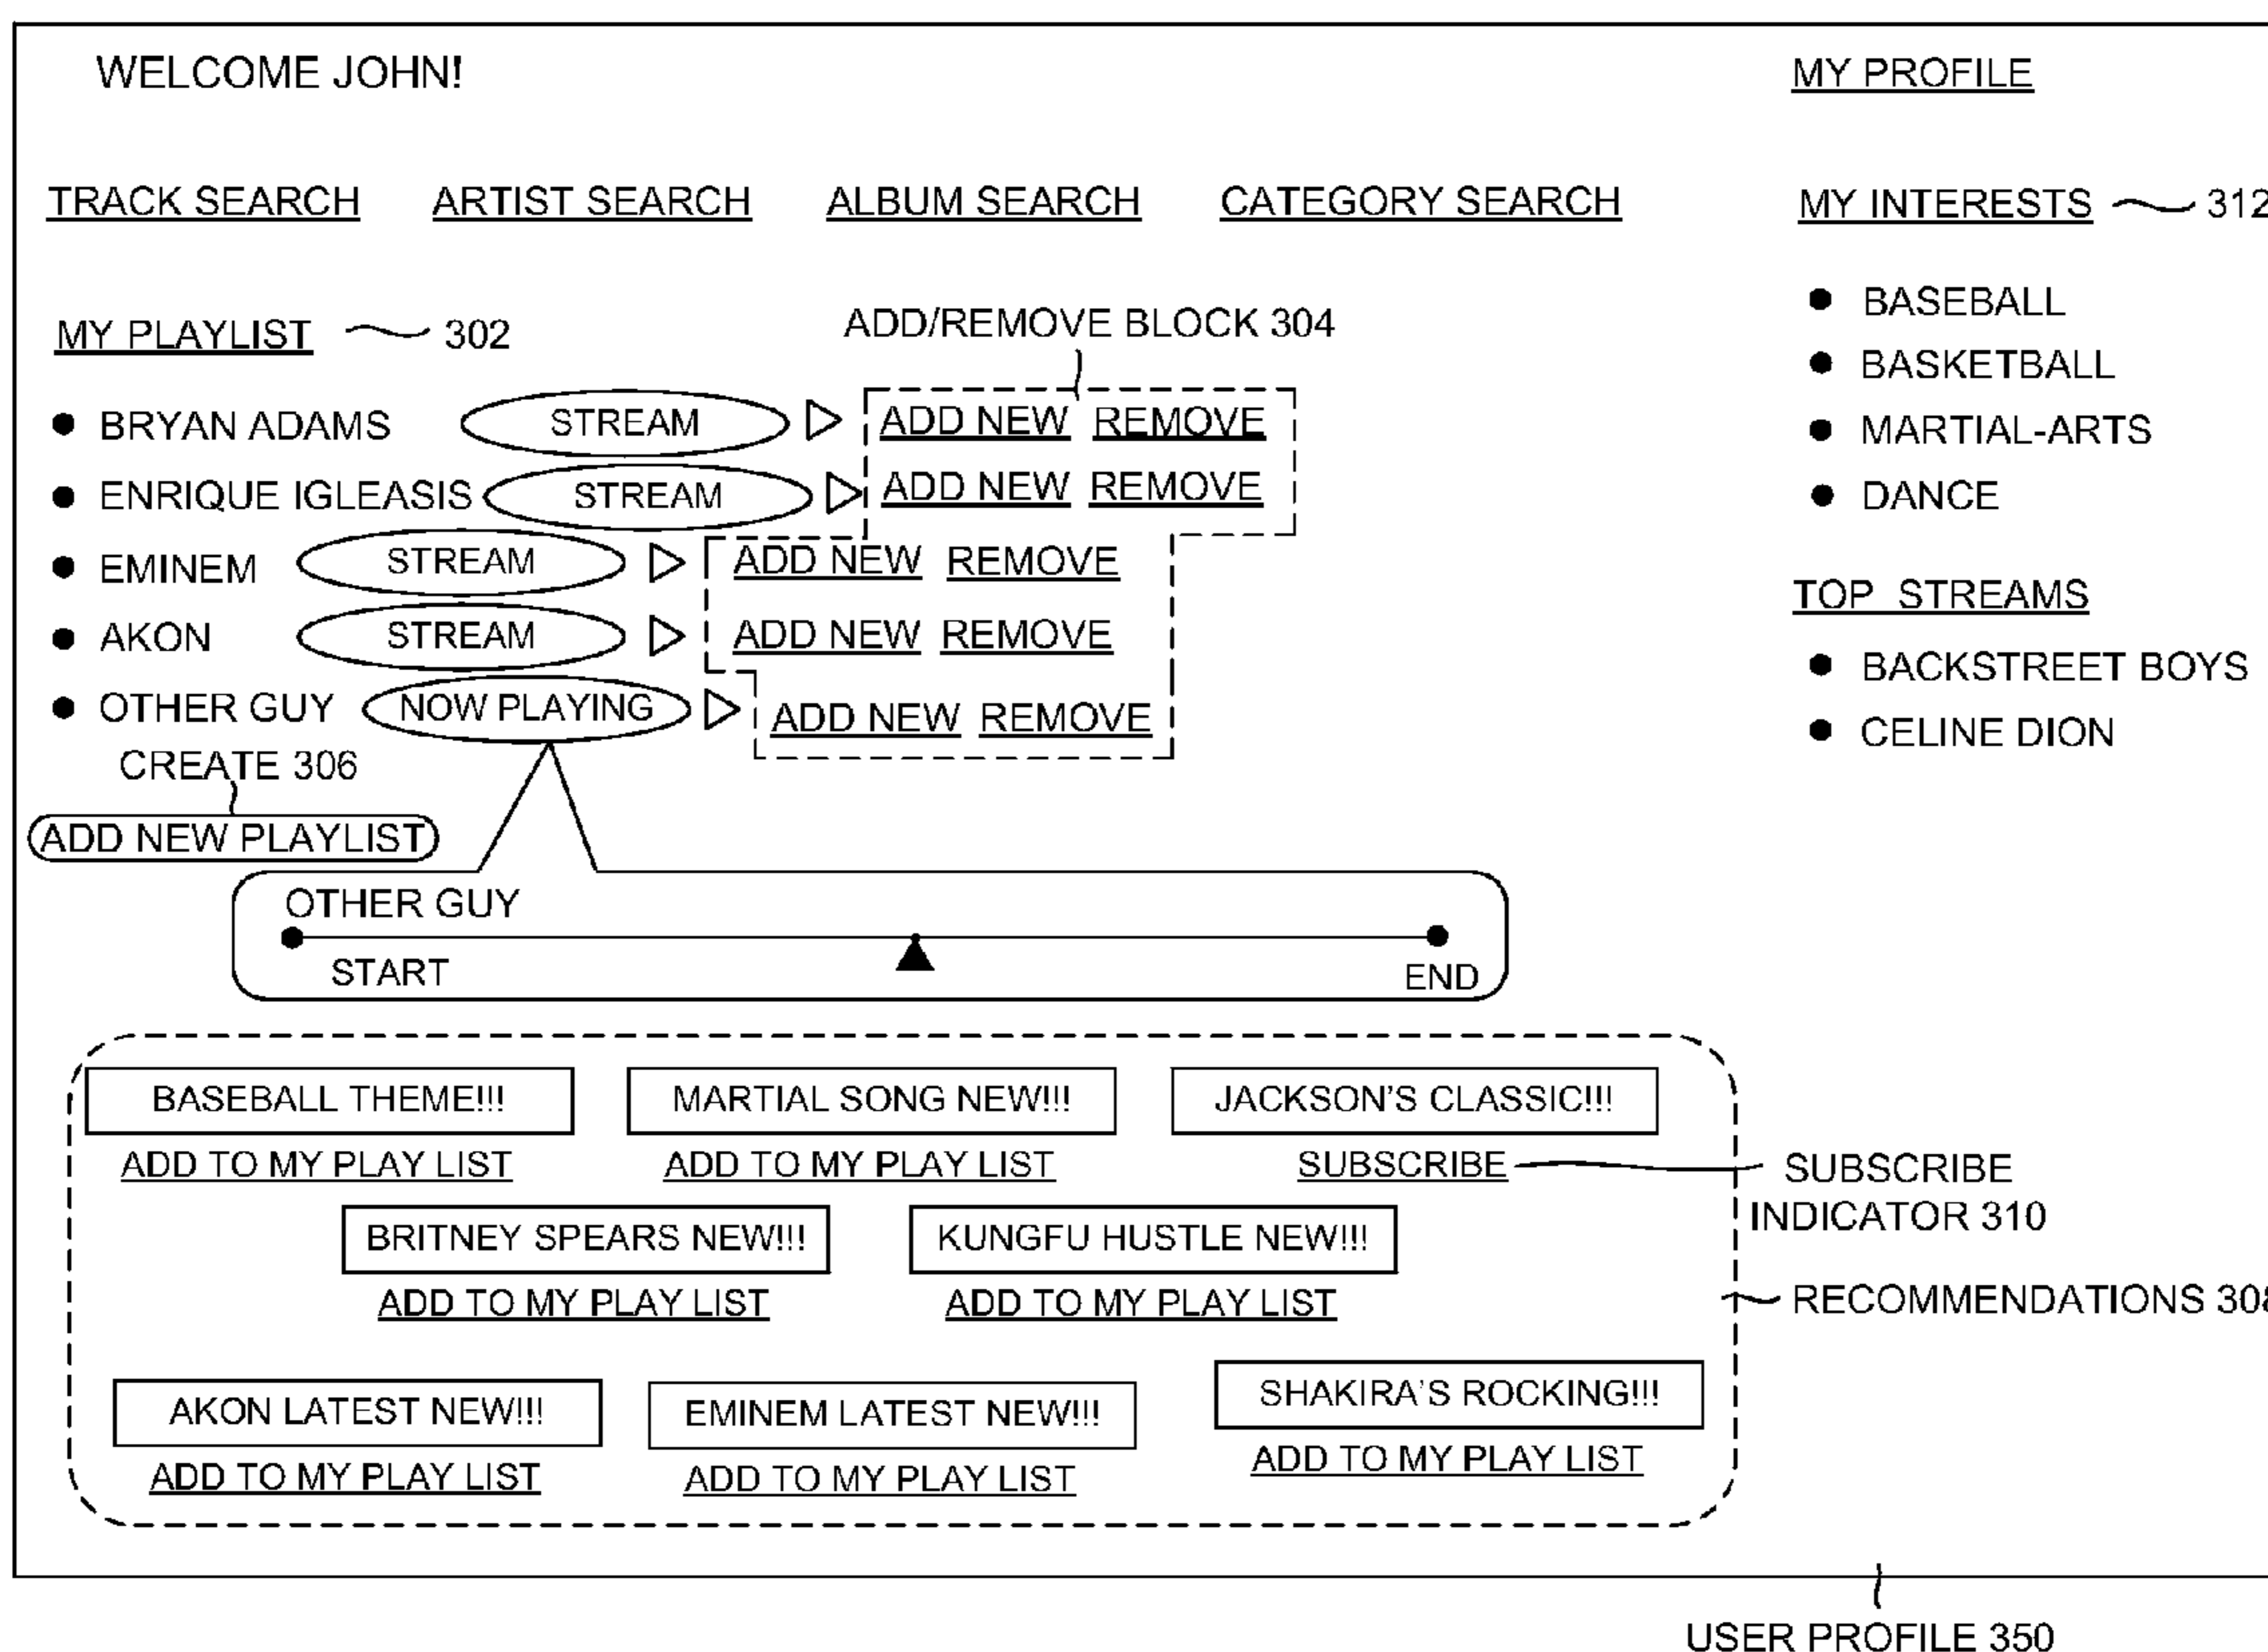 WELCOME JOHN!
MY PROFILE
TRACK SEARCH ARTIST SEARCH ALBUM SEARCH CATEGORY SEARCH
MY INTERESTS 312
MY PLAYLIST 302
ADD/REMOVE BLOCK 304
BRYAN ADAMS STREAM ADD NEW REMOVE
ENRIQUE IGLEASIS STREAM ADD NEW REMOVE
EMINEM STREAM ADD NEW REMOVE
AKON STREAM ADD NEW REMOVE
OTHER GUY NOW PLAYING ADD NEW REMOVE
BASEBALL
BASKETBALL
MARTIAL-ARTS
DANCE
TOP STREAMS
BACKSTREET BOYS
CELINE DION
CREATE 306
ADD NEW PLAYLIST
OTHER GUY
START END
BASEBALL THEME!!! MARTIAL SONG NEW!!! JACKSON'S CLASSIC!!!
ADD TO MY PLAY LIST ADD TO MY PLAY LIST SUBSCRIBE
SUBSCRIBE
INDICATOR 310
BRITNEY SPEARS NEW!!! KUNGFU HUSTLE NEW!!!
ADD TO MY PLAY LIST ADD TO MY PLAY LIST
RECOMMENDATIONS 308
AKON LATEST NEW!!! EMINEM LATEST NEW!!! SHAKIRA'S ROCKING!!!
ADD TO MY PLAY LIST ADD TO MY PLAY LIST ADD TO MY PLAY LIST
USER PROFILE 350